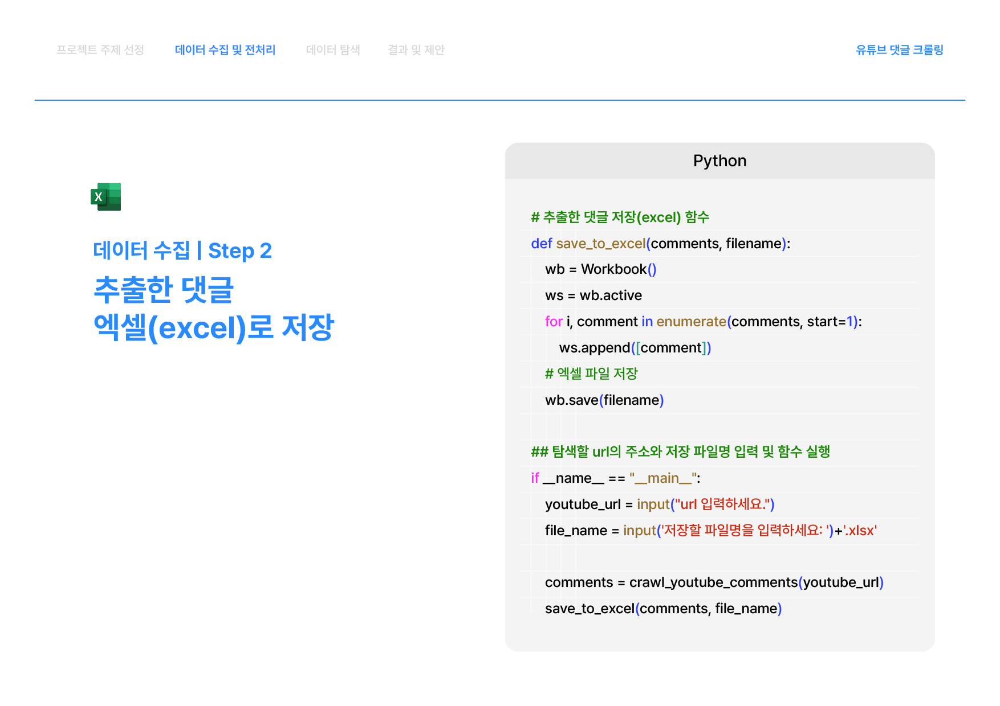 프로젝트 주제 선정
데이터 수집 및 전처리
데이터 탐색
결과 및 제안
유튜브 댓글 크롤링
X
데이터 수집 | Step 2
추출한 댓글
엑셀(excel)로 저장
Python
# 추출한 댓글 저장(excel) 함수
def save_to_excel(comments, filename):
    wb = Workbook()
    ws = wb.active
    for i, comment in enumerate(comments, start=1):
        ws.append([comment])
    # 엑셀 파일 저장
    wb.save(filename)
## 탐색할 url의 주소와 저장 파일명 입력 및 함수 실행
if __name__ == "__main__":
    youtube_url = input("url 입력하세요.")
    file_name = input('저장할 파일명을 입력하세요: ')+'.xlsx'
    comments = crawl_youtube_comments(youtube_url)
    save_to_excel(comments, file_name)